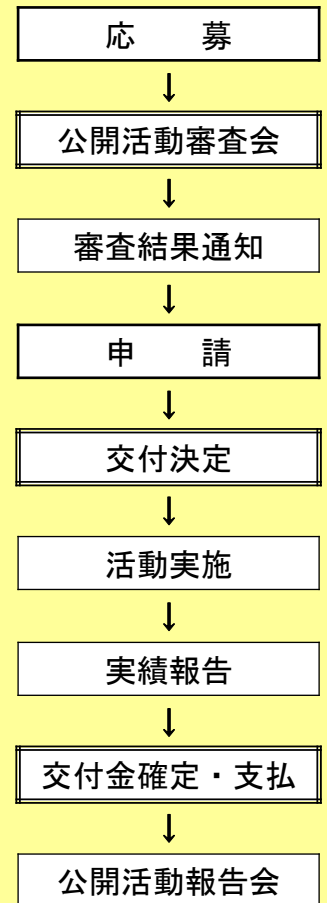 応　　募
↓
公開活動審査会
↓
審査結果通知
↓
申　　請
↓
交付決定
↓
活動実施
↓
実績報告
↓
交付金確定・支払
↓
公開活動報告会